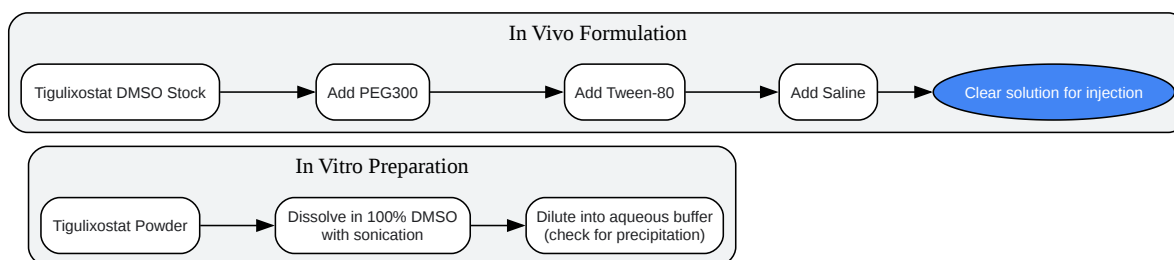 In Vivo Formulation
Tigulixostat DMSO Stock
Add PEG300
Add Tween-80
Add Saline
Clear solution for injection
In Vitro Preparation
Tigulixostat Powder
Dissolve in 100% DMSO
with sonication
Dilute into aqueous buffer
(check for precipitation)